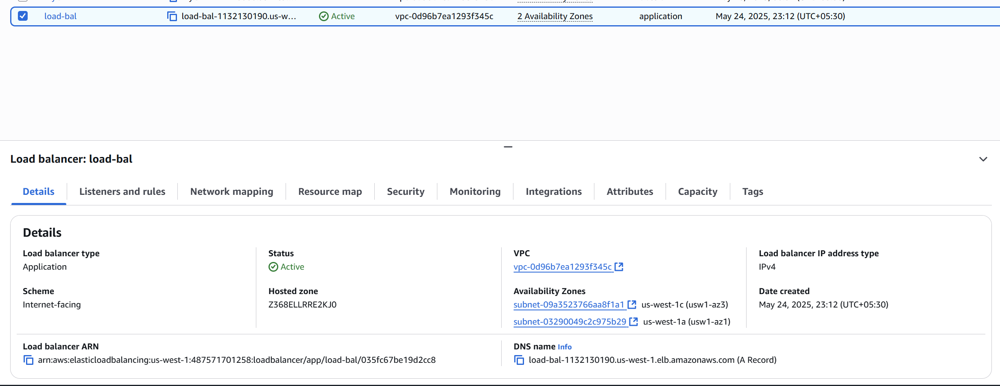 load-bal load-bal-1132130190.us-w... Active vpc-0d96b7ea1293f345c 2 Availability Zones application May 24, 2025, 23:12 (UTC+05:30)
Load balancer: load-bal
Details Listeners and rules Network mapping Resource map Security Monitoring Integrations Attributes Capacity Tags
Details
Load balancer type
Application
Scheme
Internet-facing
Status
Active
Hosted zone
Z368ELLRRE2KJ0
VPC
vpc-0d96b7ea1293f345c
Availability Zones
subnet-09a3523766aa8f1a1 us-west-1c (usw1-az3)
subnet-03290049c2c975b29 us-west-1a (usw1-az1)
Load balancer IP address type
IPv4
Date created
May 24, 2025, 23:12 (UTC+05:30)
Load balancer ARN
arn:aws:elasticloadbalancing:us-west-1:487571701258:loadbalancer/app/load-bal/035fc67be19d2cc8
DNS name Info
load-bal-1132130190.us-west-1.elb.amazonaws.com (A Record)